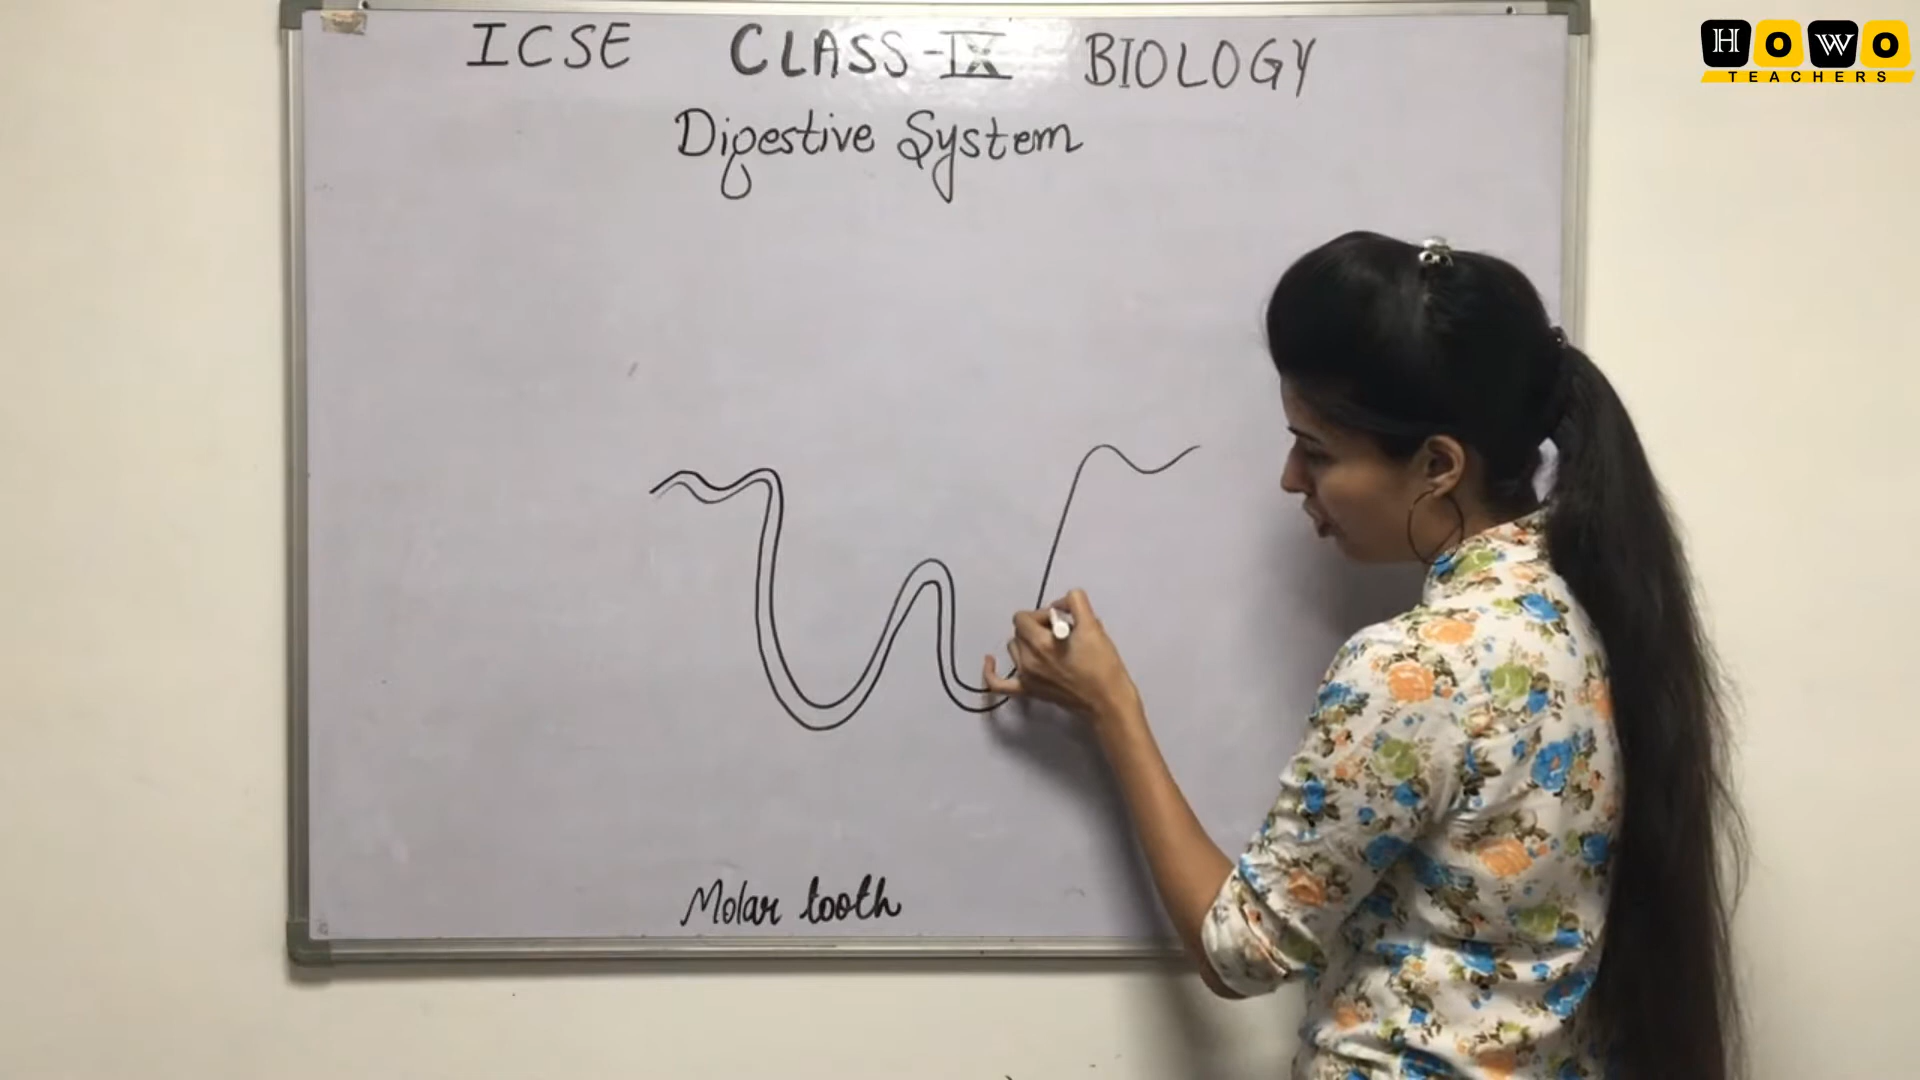 ICSE CLASS-IX BIOLOGY
Digestive System
Molar tooth
HOWO
TEACHERS